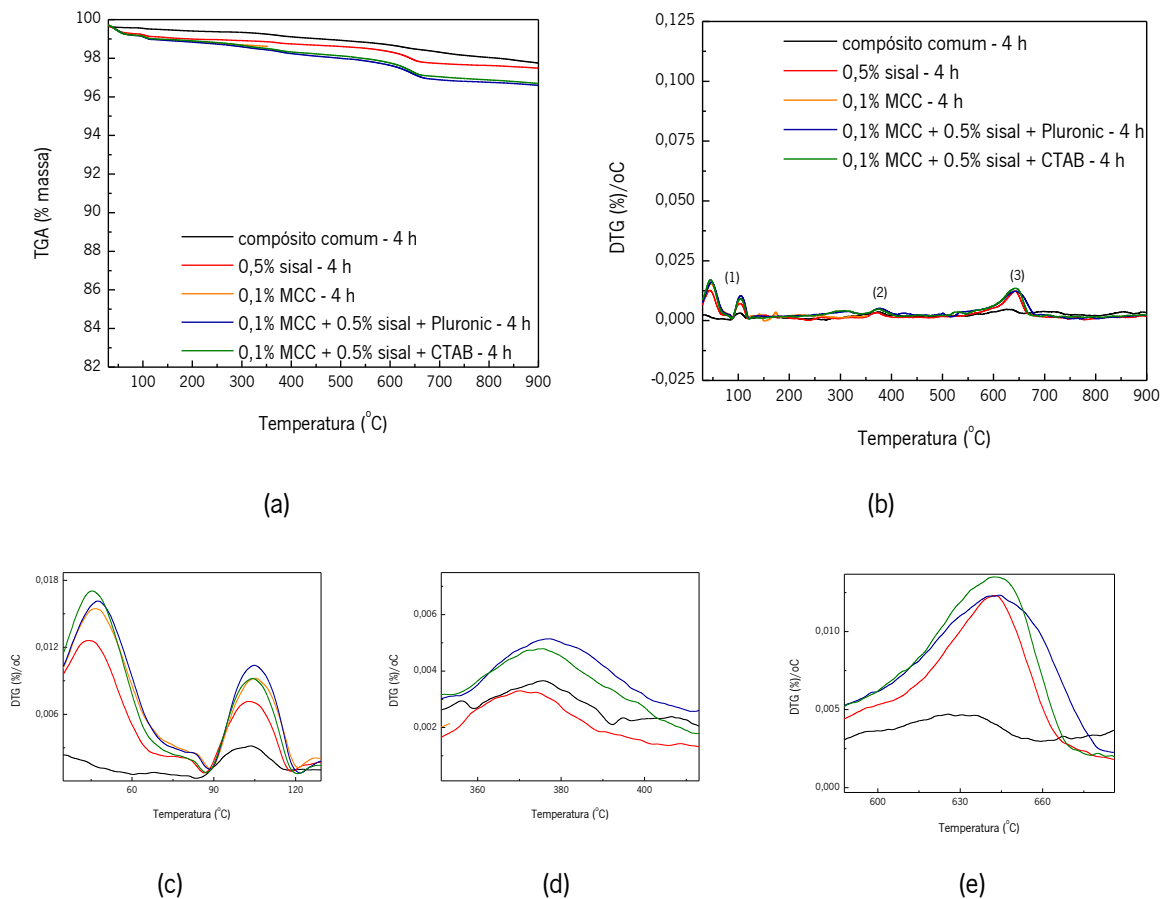 100
98
96
94
92
90
88
86
84
82
TGA (% massa)
compósito comum - 4 h
0,5% sisal - 4 h
0,1% MCC - 4 h
0,1% MCC + 0.5% sisal + Pluronic - 4 h
0,1% MCC + 0.5% sisal + CTAB - 4 h
100 200 300 400 500 600 700 800 900
Temperatura (°C)
(a)
0,125
0,100
0,075
0,050
0,025
0,000
-0,025
DTG (%)/oC
compósito comum - 4 h
0,5% sisal - 4 h
0,1% MCC - 4 h
0,1% MCC + 0.5% sisal + Pluronic - 4 h
0,1% MCC + 0.5% sisal + CTAB - 4 h
(1) (2) (3)
100 200 300 400 500 600 700 800 900
Temperatura (°C)
(b)
0,018
0,012
0,006
DTG (%)/oC
60 90 120
Temperatura (°C)
(c)
0,006
0,004
0,002
DTG (%)/oC
360 380 400
Temperatura (°C)
(d)
0,010
0,005
0,000
DTG (%)/oC
600 630 660
Temperatura (°C)
(e)